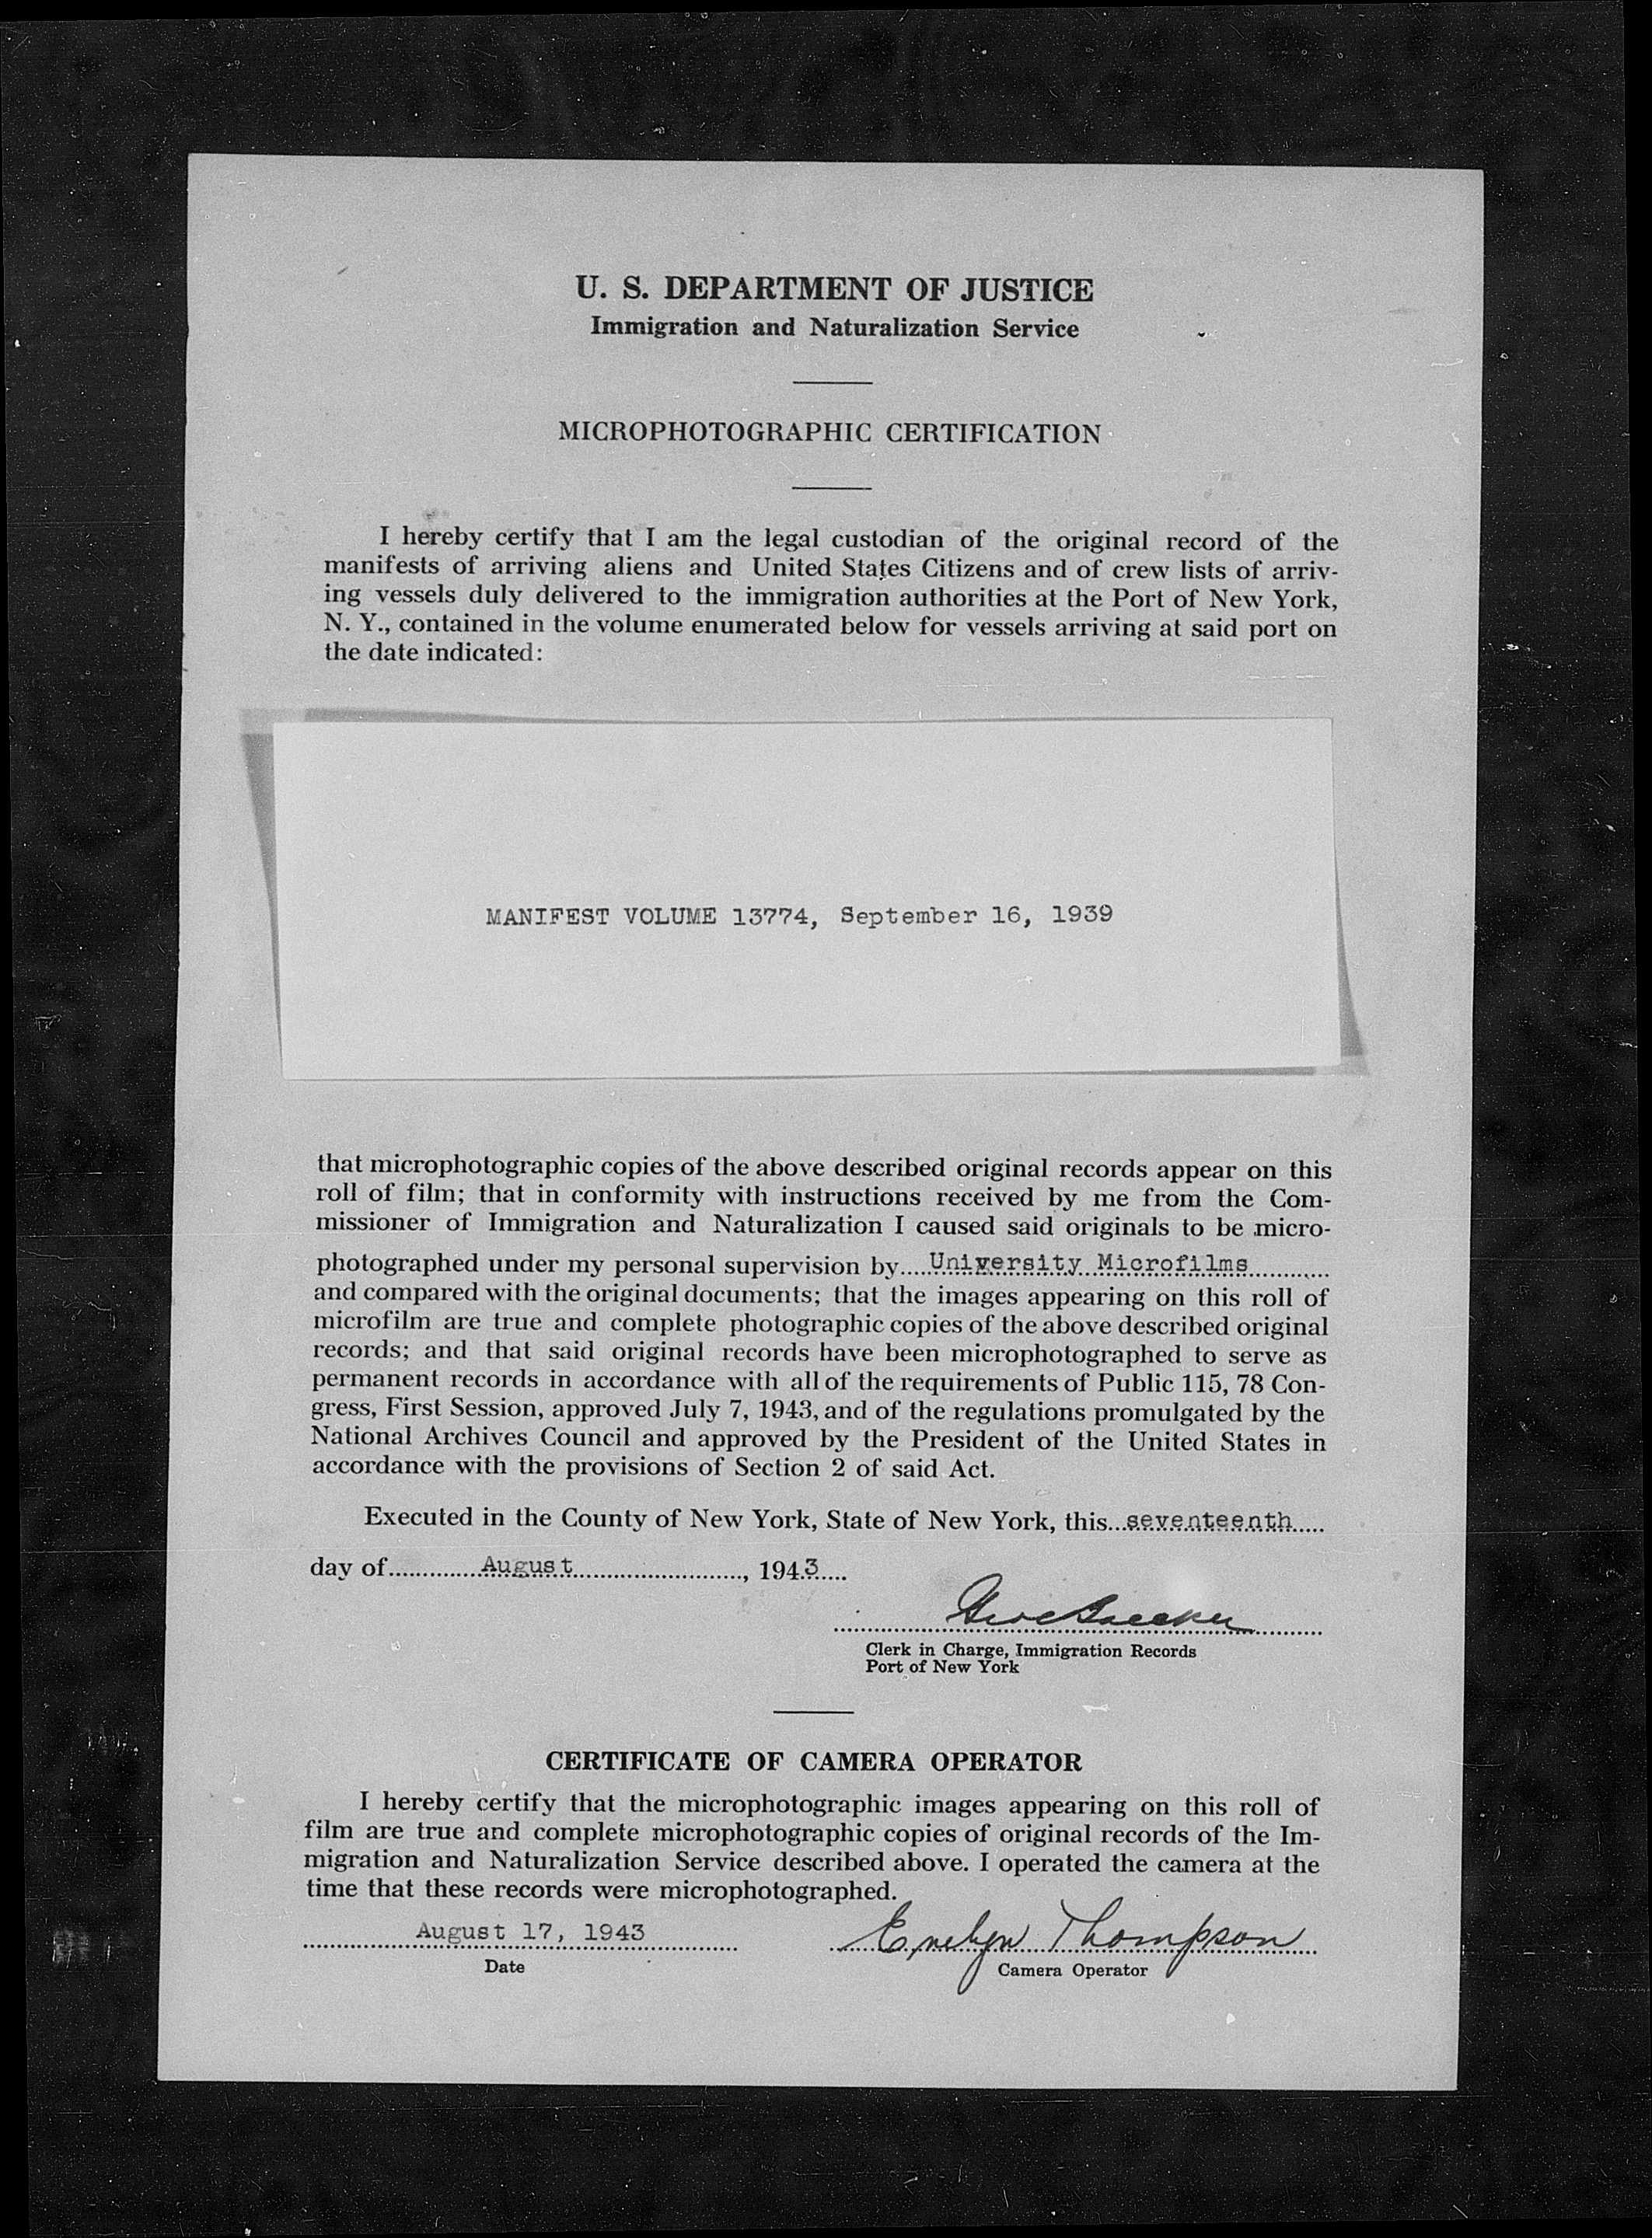 U. S. DEPARTMENT OF JUSTICE
Immigration and Naturalization Service
MICROPHOTOGRAPHIC CERTIFICATION
I hereby certify that I am the legal custodian of the original record of the
manifests of arriving aliens and United States Citizens and of crew lists of arriv-
ing vessels duly delivered to the immigration authorities at the Port of New York,
N. Y., contained in the volume enumerated below for vessels arriving at said port on
the date indicated:
MANIFEST VOLUME 13774, September 16, 1939
that microphotographic copies of the above described original records appear on this
roll of film; that in conformity with instructions received by me from the Com-
missioner of Immigration and Naturalization I caused said originals to be micro-
photographed under my personal supervision by....University Microfilms............
and compared with the original documents; that the images appearing on this roll of
microfilm are true and complete photographic copies of the above described original
records; and that said original records have been microphotographed to serve as
permanent records in accordance with all of the requirements of Public 115, 78 Con-
gress, First Session, approved July 7, 1943, and of the regulations promulgated by the
National Archives Council and approved by the President of the United States in
accordance with the provisions of Section 2 of said Act.
Executed in the County of New York, State of New York, this...seventeenth.....
day of..............August.............................., 1943.....
Clerk in Charge, Immigration Records
Port of New York
CERTIFICATE OF CAMERA OPERATOR
I hereby certify that the microphotographic images appearing on this roll of
film are true and complete microphotographic copies of original records of the Im-
migration and Naturalization Service described above. I operated the camera at the
time that these records were microphotographed.
August 17, 1943 Evelyn Thompson
Date Camera Operator